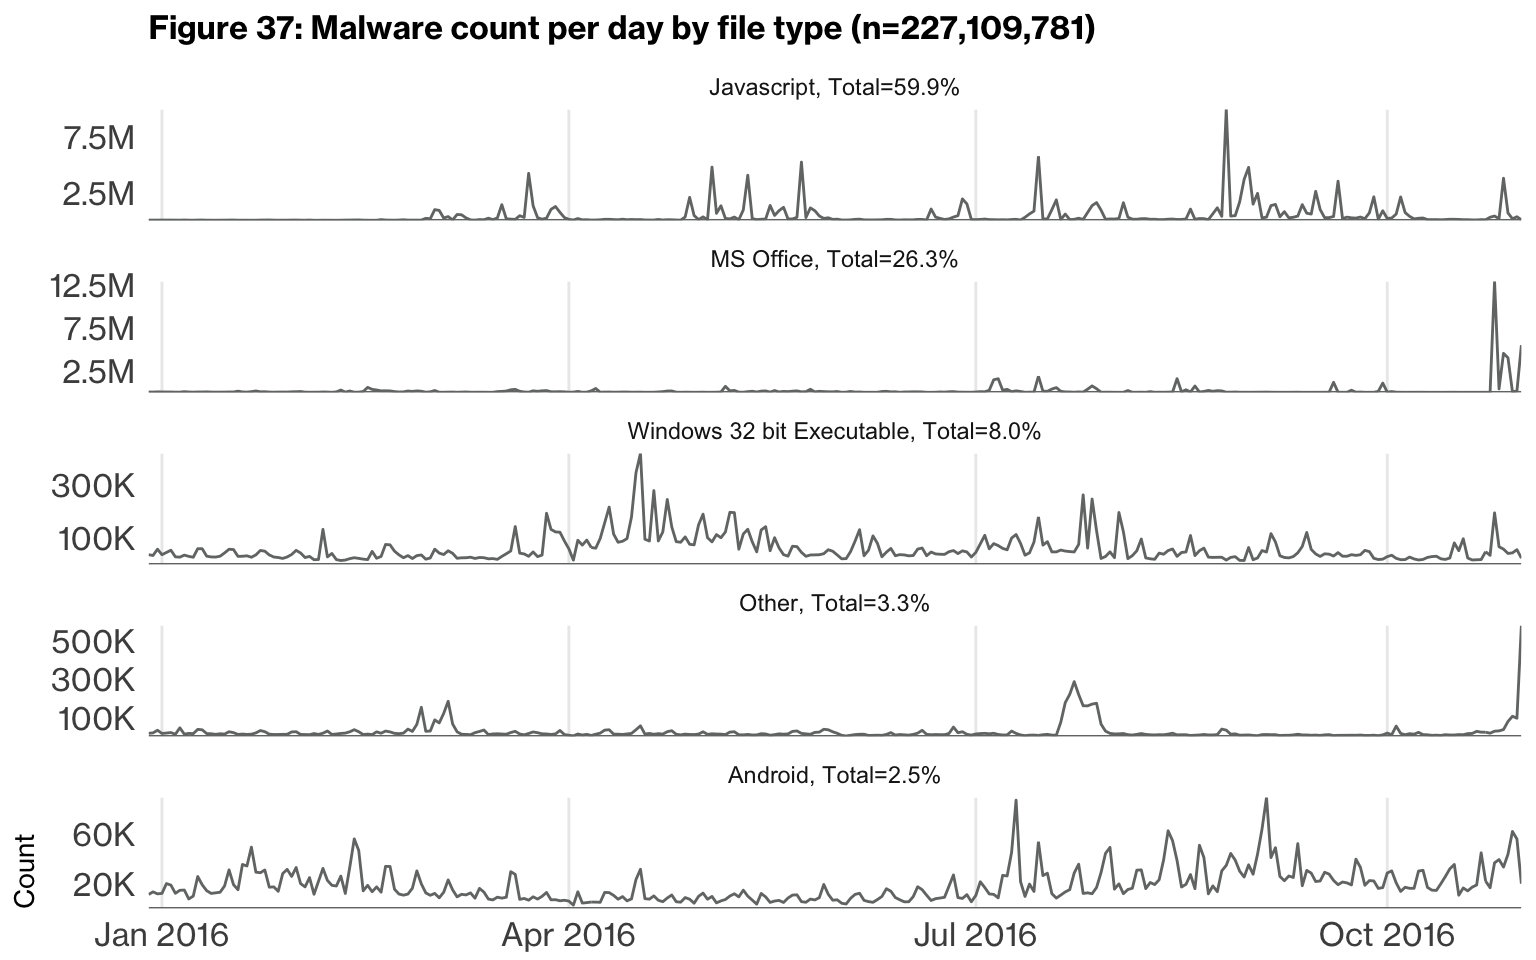 Figure 37: Malware count per day by file type (n=227,109,781)
Javascript, Total=59.9%
7.5M
2.5M
MS Office, Total=26.3%
12.5M
7.5M
2.5M
Windows 32 bit Executable, Total=8.0%
300K
100K
Other, Total=3.3%
500K
300K
100K
Android, Total=2.5%
60K
20K
Count
Jan 2016
Apr 2016
Jul 2016
Oct 2016